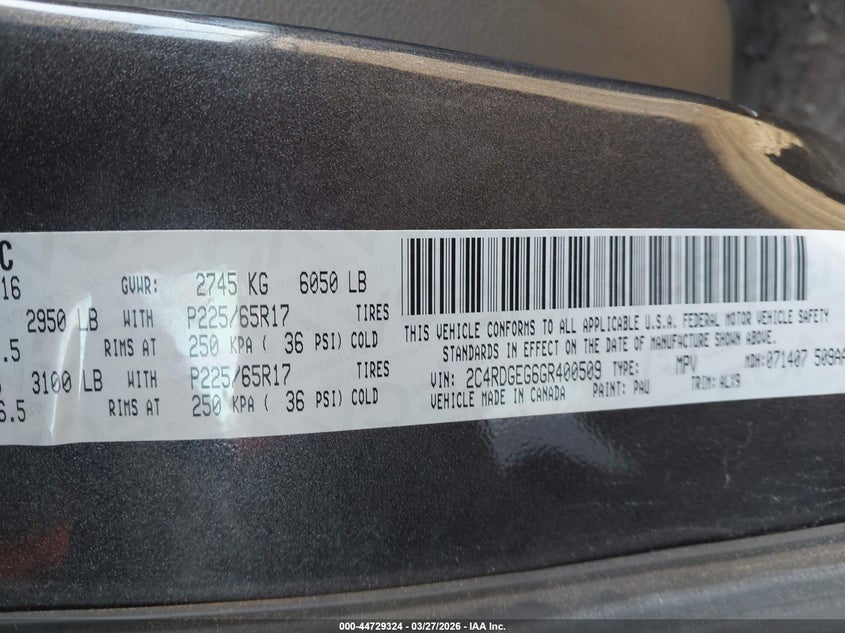 C
16 GVWR: 2745 KG 6050 LB
2950 LB WITH P225/65R17 TIRES
.5 RIMS AT 250 KPA ( 36 PSI) COLD
3100 LB WITH P225/65R17 TIRES
6.5 RIMS AT 250 KPA ( 36 PSI) COLD
THIS VEHICLE CONFORMS TO ALL APPLICABLE U.S.A. FEDERAL MOTOR VEHICLE SAFETY
STANDARDS IN EFFECT ON THE DATE OF MANUFACTURE SHOWN ABOVE.
VIN: 2C4RDGEG6GR400509 TYPE: MPV MDH: 071407 509AA
VEHICLE MADE IN CANADA PAINT: PAU TRIM: ALX9
000-44729324 | 03/27/2026 - IAA Inc.